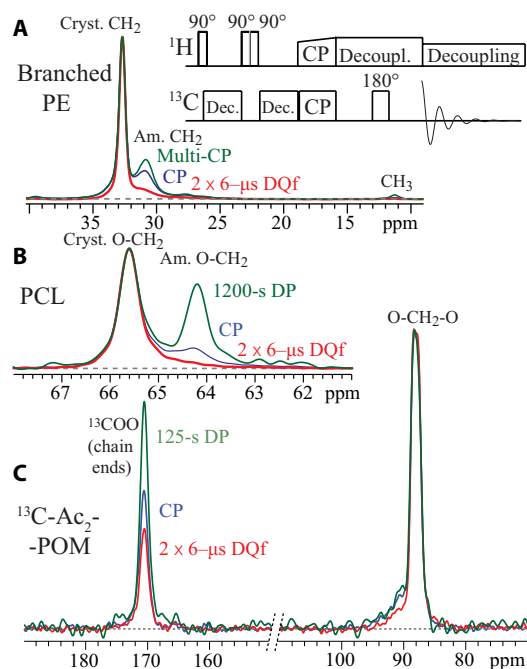 A
Cryst. CH2
Branched
PE
Am. CH2
Multi-CP
CP
2 x 6–μs DQf
CH3
90° 90° 90°
1H
CP
Decoupl.
Decoupling
180°
13C
Dec.
Dec.
CP
35 30 25 20 15 ppm
B
Cryst. O-CH2
PCL
Am. O-CH2
1200-s DP
CP
2 x 6–μs DQf
67 66 65 64 63 62 ppm
O-CH2-O
C
13COO
(chain
ends)
125-s DP
13C-Ac2-
-POM
CP
2 x 6–μs DQf
180 170 160 100 90 80 ppm